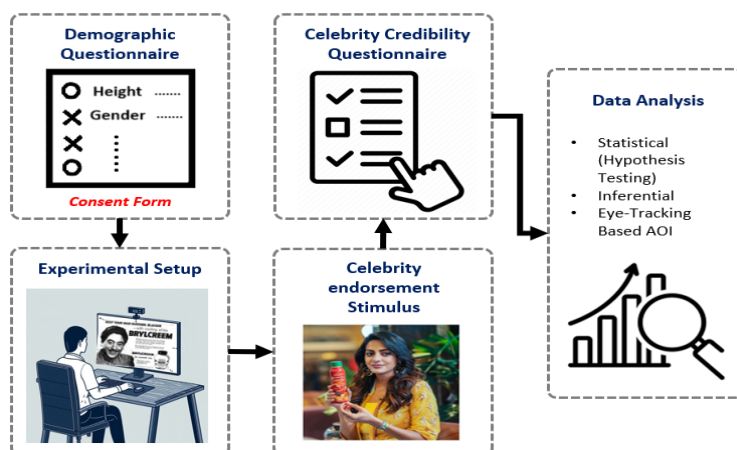 Demographic
Questionnaire
Height .......
Gender .......
Consent Form
Celebrity Credibility
Questionnaire
Data Analysis
• Statistical
(Hypothesis
Testing)
• Inferential
• Eye-Tracking
Based AOI
Experimental Setup
BRYLCREEM
Celebrity
endorsement
Stimulus